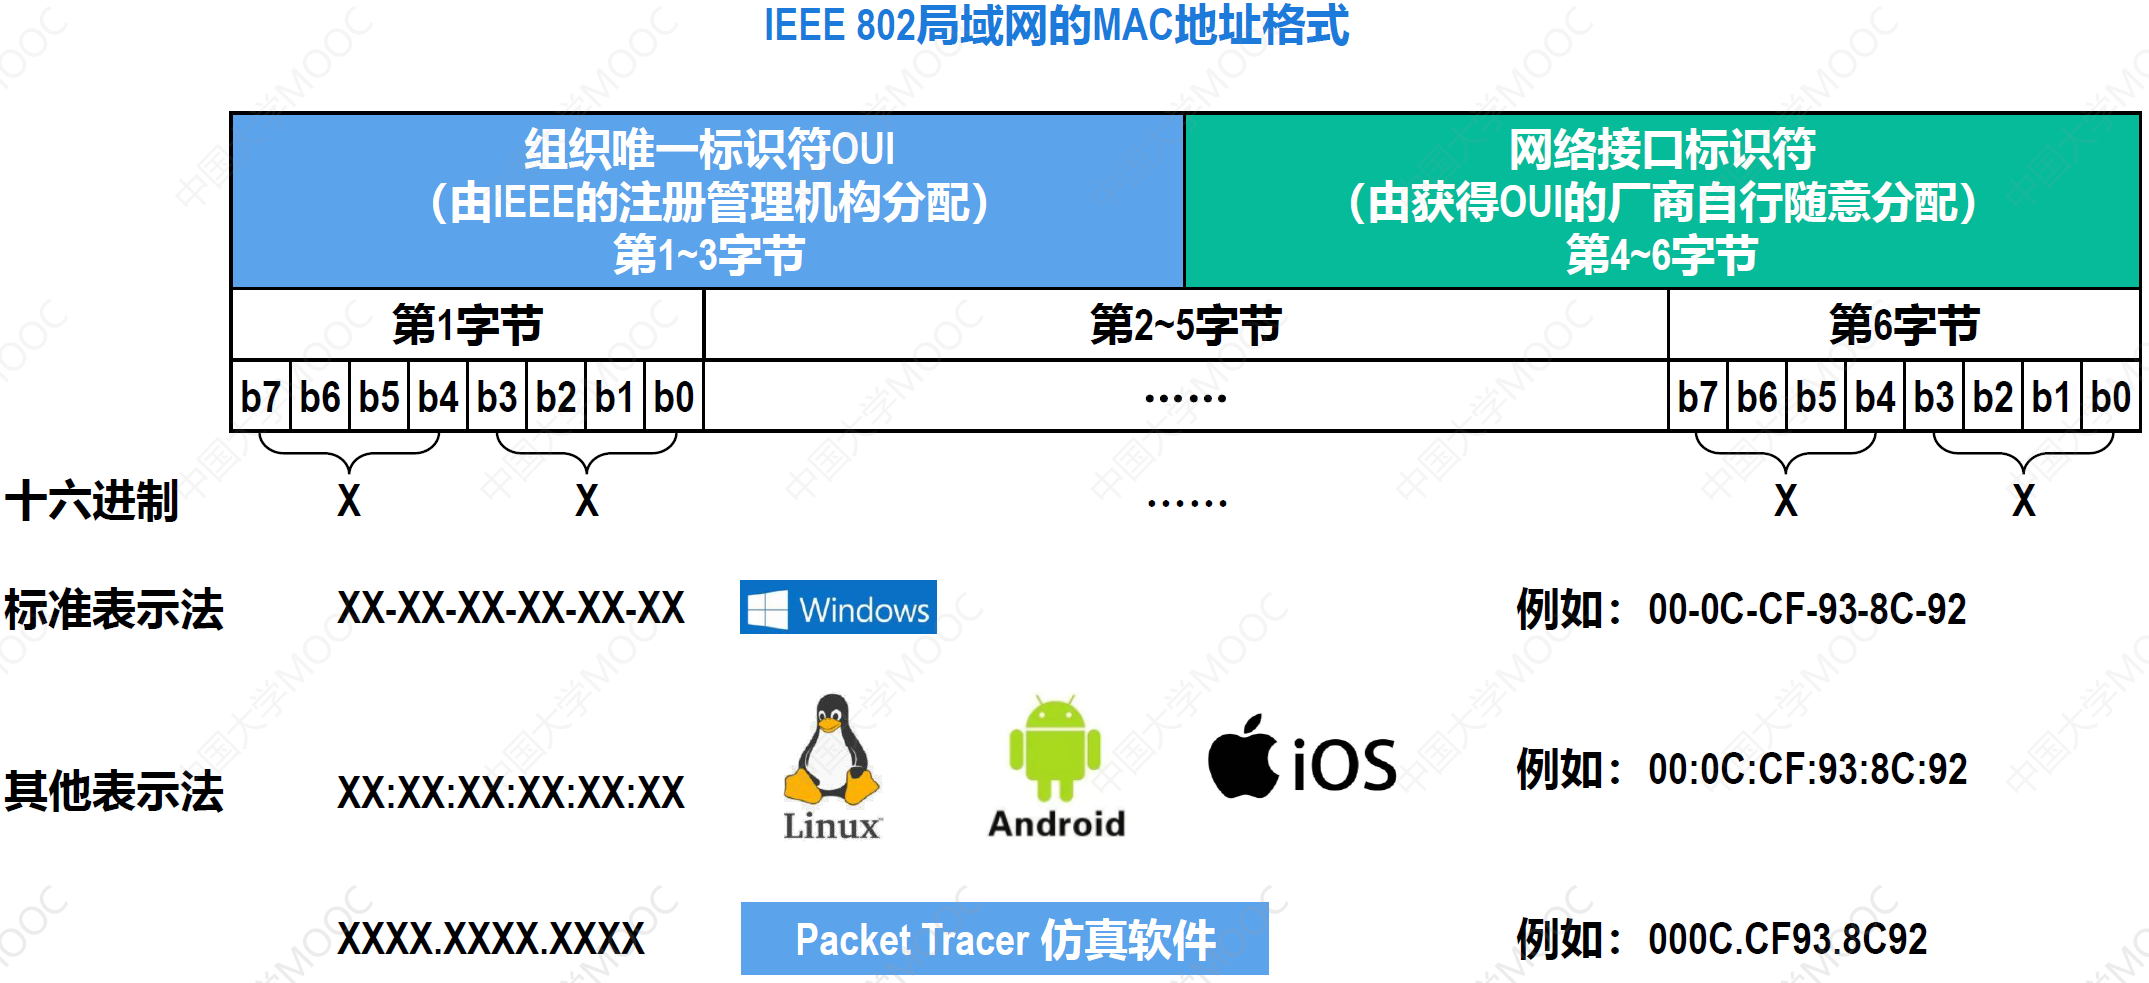 IEEE 802局域网的MAC地址格式
组织唯一标识符OUI
（由IEEE的注册管理机构分配）
第1~3字节
网络接口标识符
（由获得OUI的厂商自行随意分配）
第4~6字节
第1字节
第2~5字节
第6字节
b7 b6 b5 b4 b3 b2 b1 b0
……
b7 b6 b5 b4 b3 b2 b1 b0
十六进制 X X …… X X
标准表示法 XX-XX-XX-XX-XX-XX Windows 例如：00-0C-CF-93-8C-92
其他表示法 XX:XX:XX:XX:XX:XX Linux Android iOS 例如：00:0C:CF:93:8C:92
XXXX.XXXX.XXXX Packet Tracer 仿真软件 例如：000C.CF93.8C92
中国大学MOOC